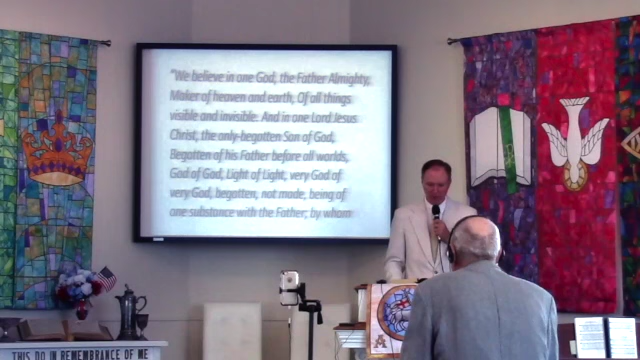 "We believe in one God, the Father Almighty,
Maker of heaven and earth, Of all things
visible and invisible. And in one Lord Jesus
Christ, the only-begotten Son of God,
Begotten of his Father before all worlds,
God of God, Light of Light, very God of
very God, begotten, not made, being of
one substance with the Father; by whom
THIS DO IN REMEMBRANCE OF ME